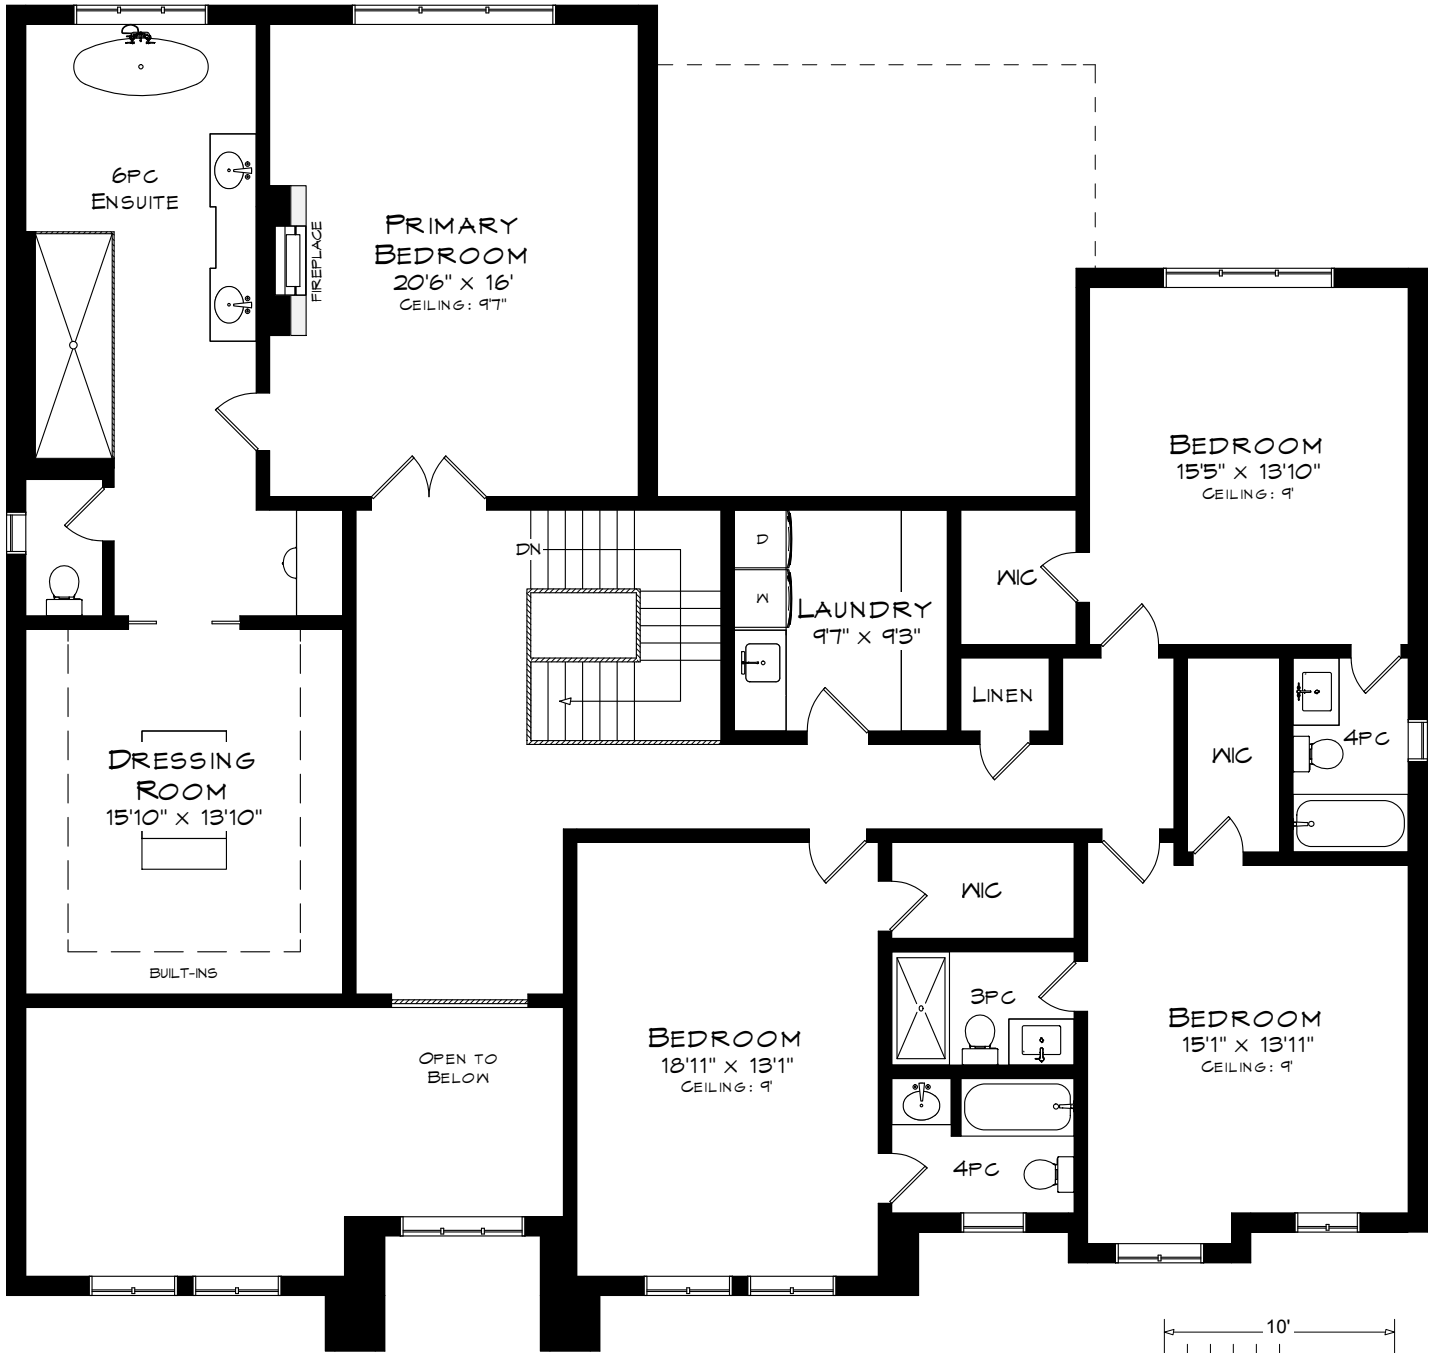 6PC
ENSUITE
PRIMARY
BEDROOM
20'6" X 16'
CEILING: 9'7"
FIREPLACE
BEDROOM
15'5" X 13'10"
CEILING: 9'
DN
D
W
LAUNDRY
9'7" X 9'3"
WIC
LINEN
WIC
4PC
DRESSING
ROOM
15'10" X 13'10"
BUILT-INS
WIC
3PC
OPEN TO
BELOW
BEDROOM
18'11" X 13'1"
CEILING: 9'
BEDROOM
15'1" X 13'11"
CEILING: 9'
4PC
10'